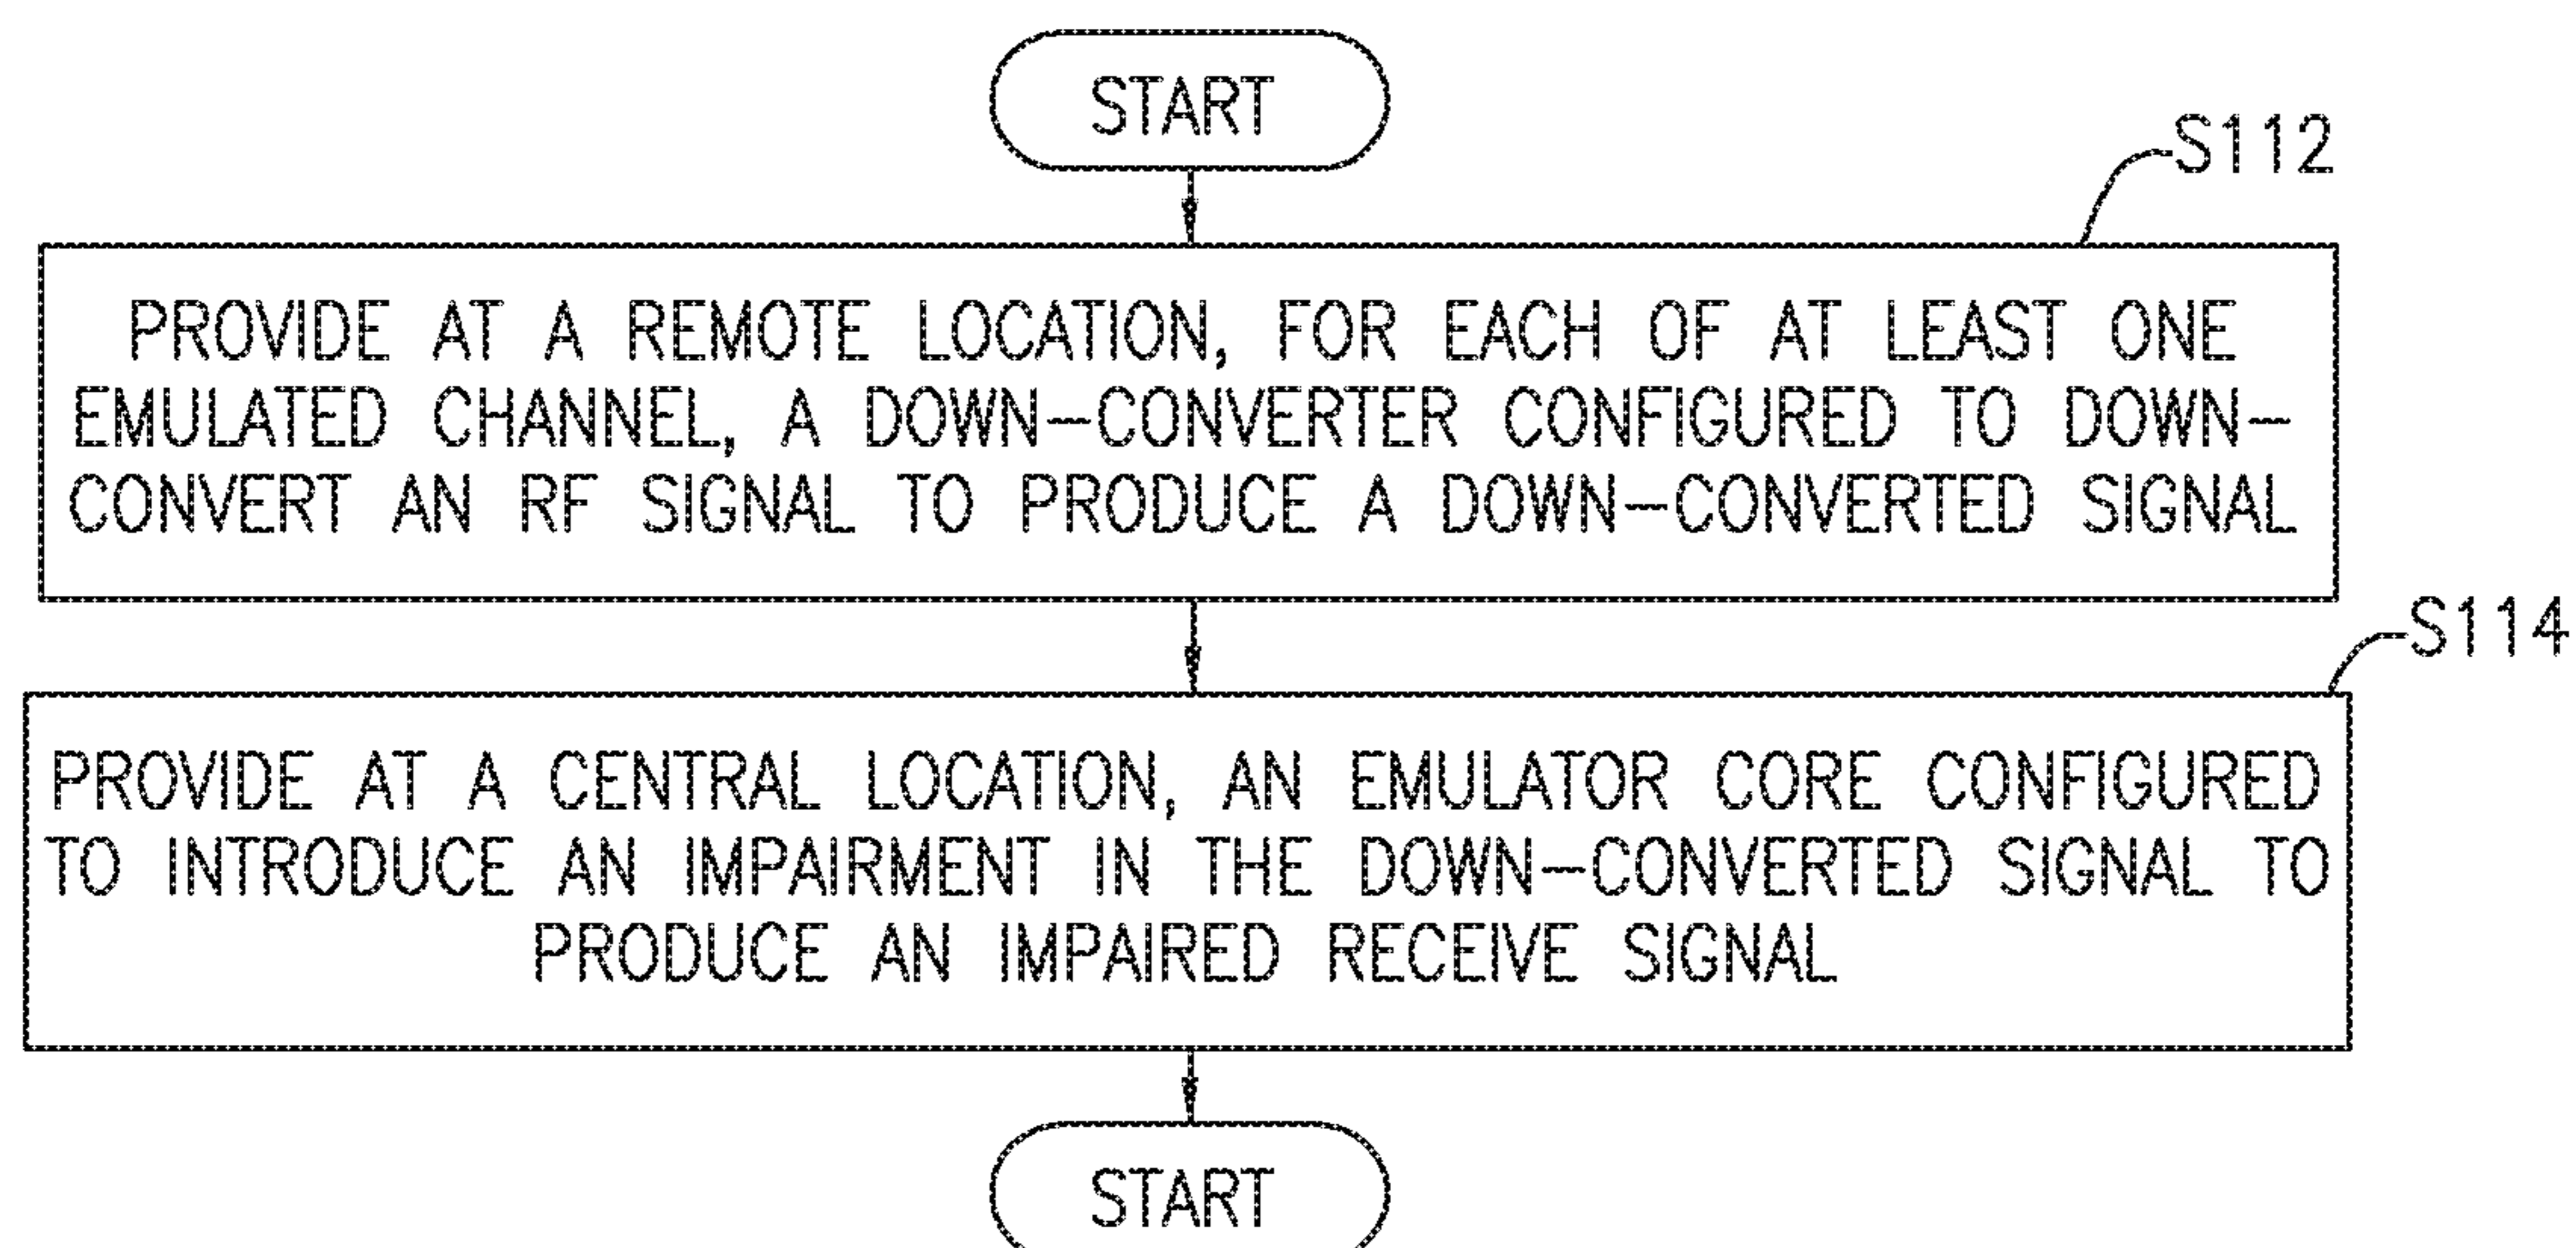 START
S112
PROVIDE AT A REMOTE LOCATION, FOR EACH OF AT LEAST ONE
EMULATED CHANNEL, A DOWN-CONVERTER CONFIGURED TO DOWN-
CONVERT AN RF SIGNAL TO PRODUCE A DOWN-CONVERTED SIGNAL
S114
PROVIDE AT A CENTRAL LOCATION, AN EMULATOR CORE CONFIGURED
TO INTRODUCE AN IMPAIRMENT IN THE DOWN-CONVERTED SIGNAL TO
PRODUCE AN IMPAIRED RECEIVE SIGNAL
START